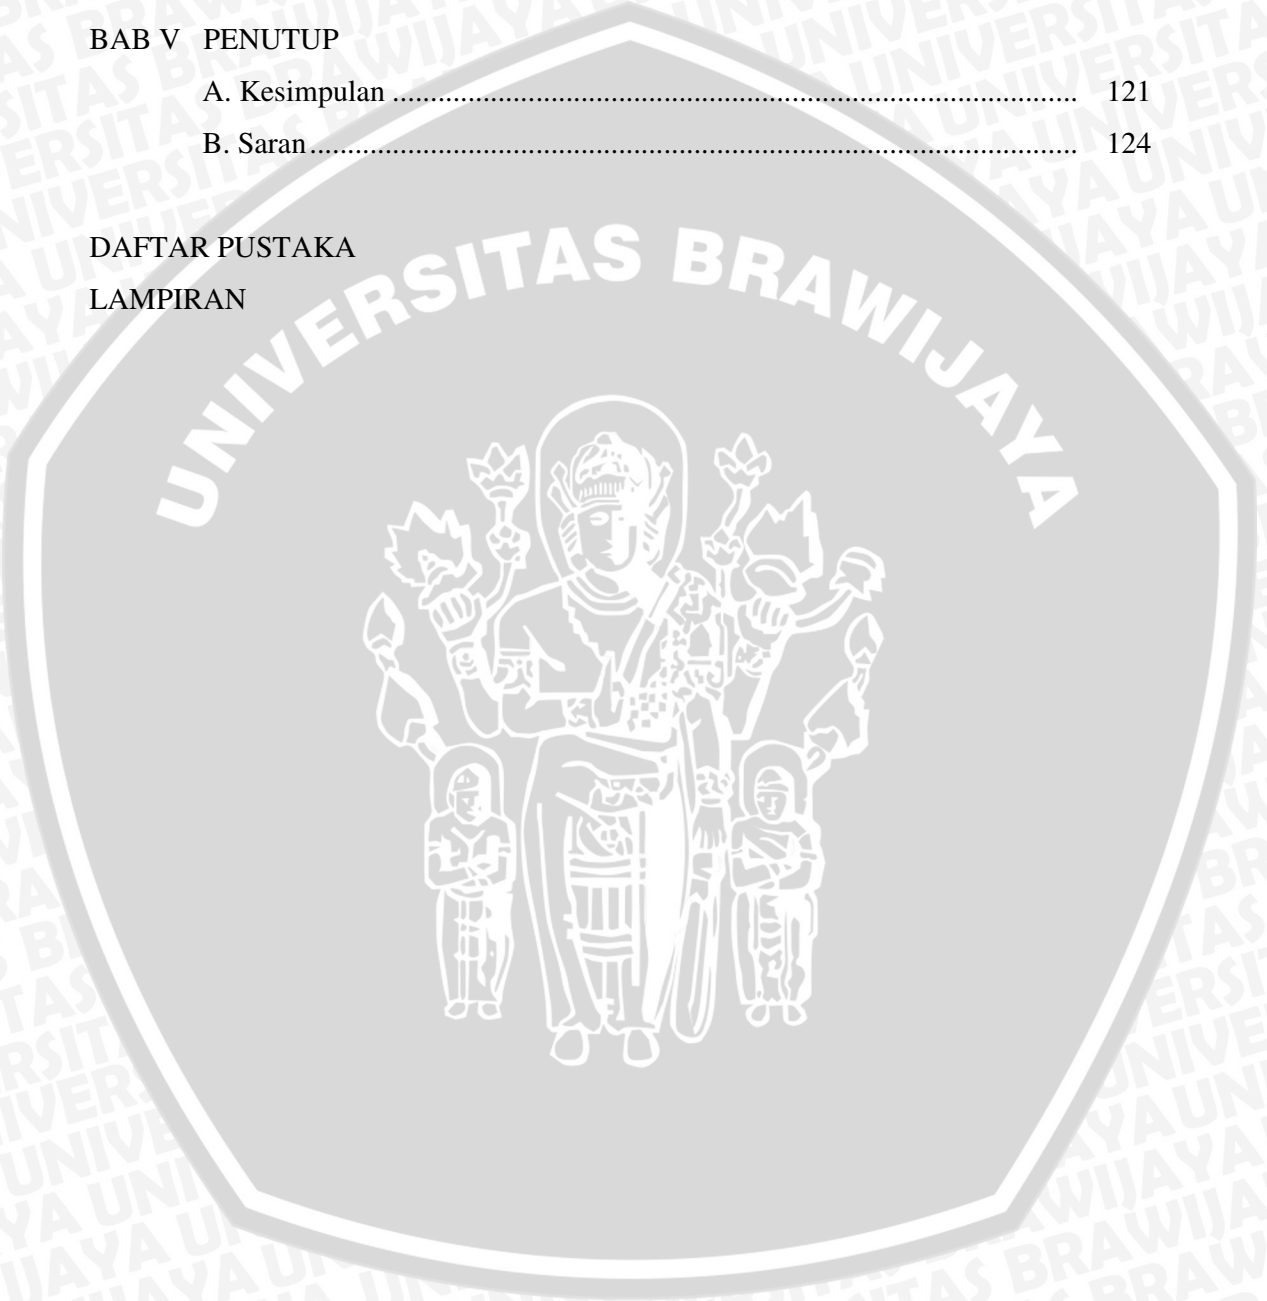 BAB V PENUTUP
A. Kesimpulan ............................................................................................ 121
B. Saran ....................................................................................................... 124
DAFTAR PUSTAKA
LAMPIRAN
UNIVERSITAS BRAWIJAYA